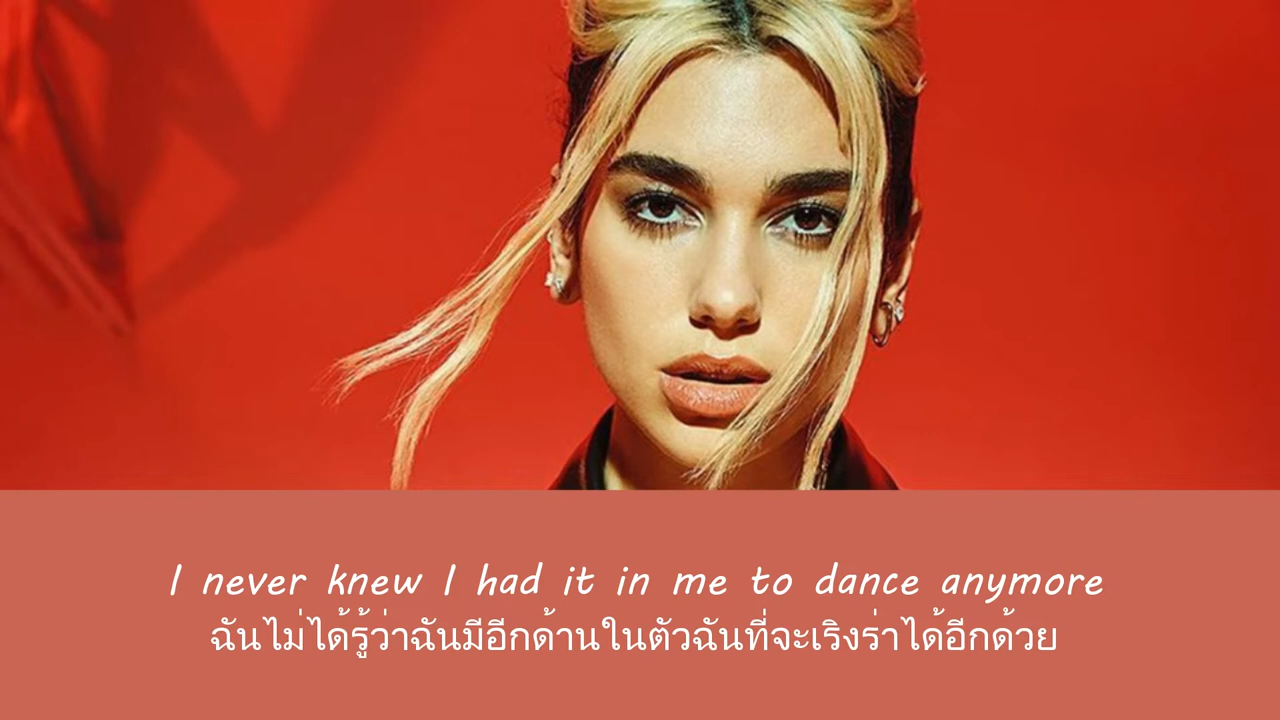 I never knew I had it in me to dance anymore
ฉันไม่ได้รู้ว่าฉันมีอีกด้านในตัวฉันที่จะเริงร่าได้อีกด้วย